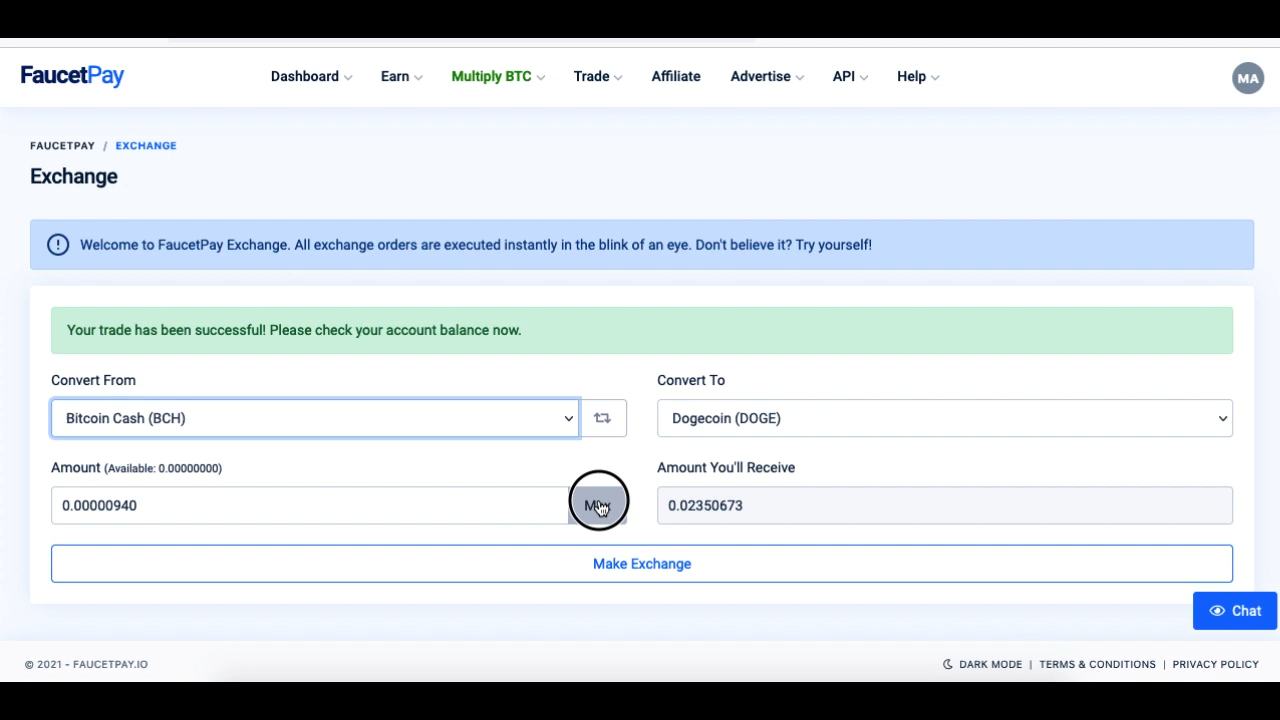 FaucetPay
Dashboard Earn Multiply BTC Trade Affiliate Advertise API Help
MA
FAUCETPAY / EXCHANGE
Exchange
Welcome to FaucetPay Exchange. All exchange orders are executed instantly in the blink of an eye. Don't believe it? Try yourself!
Your trade has been successful! Please check your account balance now.
Convert From
Convert To
Bitcoin Cash (BCH)
Dogecoin (DOGE)
Amount (Available: 0.00000000)
Amount You'll Receive
0.00000940
0.02350673
Make Exchange
Chat
© 2021 - FAUCETPAY.IO
DARK MODE | TERMS & CONDITIONS | PRIVACY POLICY